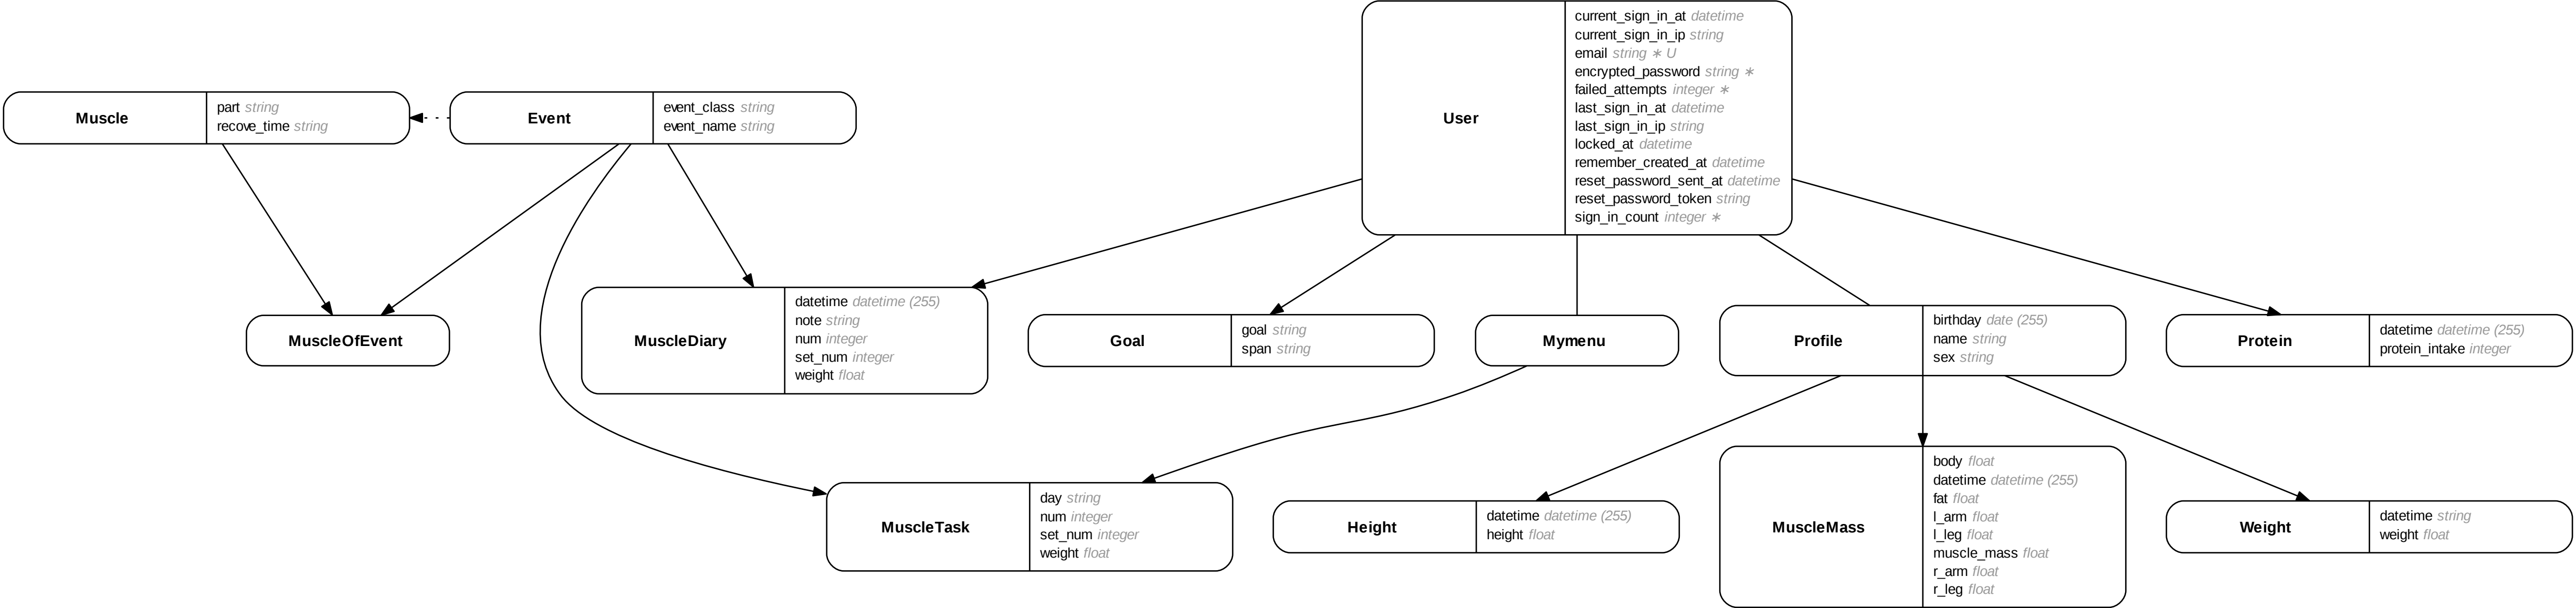 Muscle
part string
recove_time string
Event
event_class string
event_name string
User
current_sign_in_at datetime
current_sign_in_ip string
email string ∗ U
encrypted_password string ∗
failed_attempts integer ∗
last_sign_in_at datetime
last_sign_in_ip string
locked_at datetime
remember_created_at datetime
reset_password_sent_at datetime
reset_password_token string
sign_in_count integer ∗
MuscleOfEvent
MuscleDiary
datetime datetime (255)
note string
num integer
set_num integer
weight float
Goal
goal string
span string
Mymenu
Profile
birthday date (255)
name string
sex string
Protein
datetime datetime (255)
protein_intake integer
MuscleTask
day string
num integer
set_num integer
weight float
Height
datetime datetime (255)
height float
MuscleMass
body float
datetime datetime (255)
fat float
l_arm float
l_leg float
muscle_mass float
r_arm float
r_leg float
Weight
datetime string
weight float